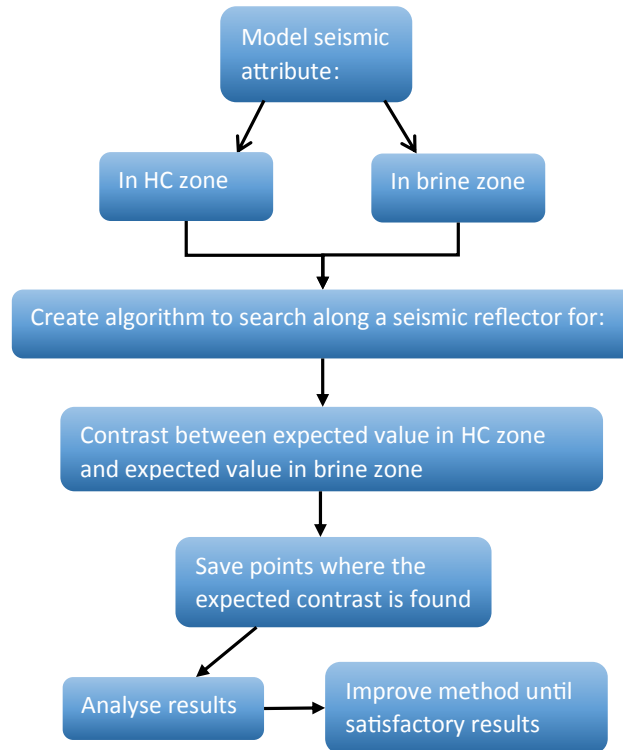 Model seismic
attribute:
In HC zone
In brine zone
Create algorithm to search along a seismic reflector for:
Contrast between expected value in HC zone
and expected value in brine zone
Save points where the
expected contrast is found
Analyse results
Improve method until
satisfactory results